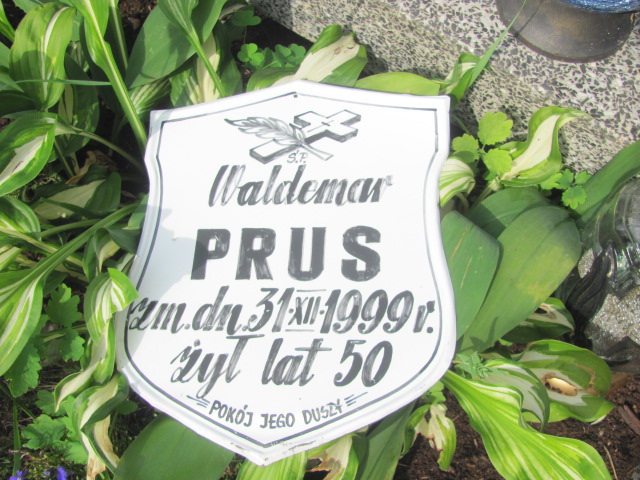 Ś.P.
Waldemar
PRUS
zm. dn. 31-XII-1999 r.
żył lat 50
POKÓJ JEGO DUSZY